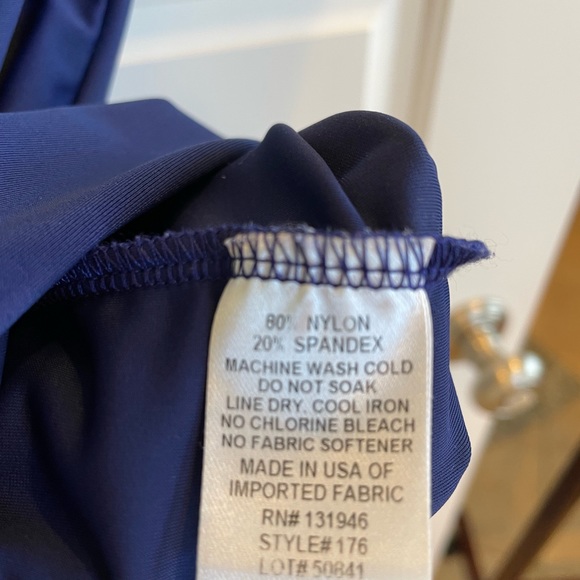 80% NYLON
20% SPANDEX
MACHINE WASH COLD
DO NOT SOAK
LINE DRY. COOL IRON
NO CHLORINE BLEACH
NO FABRIC SOFTENER
MADE IN USA OF
IMPORTED FABRIC
RN# 131946
STYLE# 176
LOT# 50841